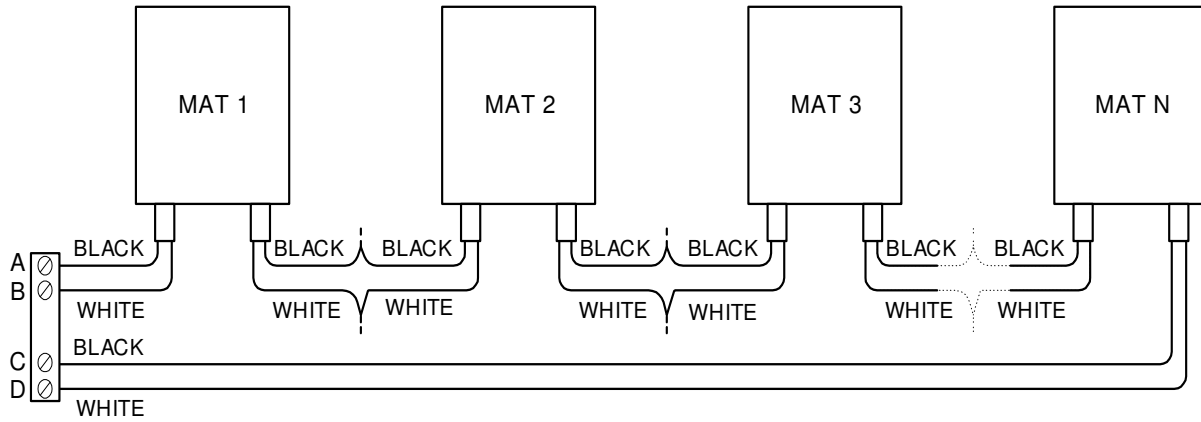 MAT 1 MAT 2 MAT 3 MAT N
BLACK BLACK BLACK BLACK BLACK BLACK BLACK
A
B
WHITE WHITE WHITE WHITE WHITE WHITE WHITE
BLACK
C
D
WHITE